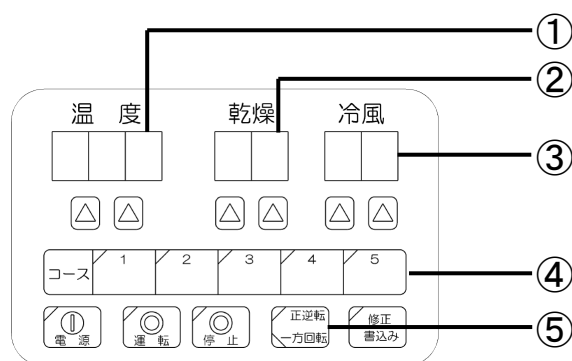 ①
②
温度 乾燥 冷風
③
コース 1 2 3 4 5
④
電源 運転 停止 正逆転 修正
一方回転 書込み
⑤